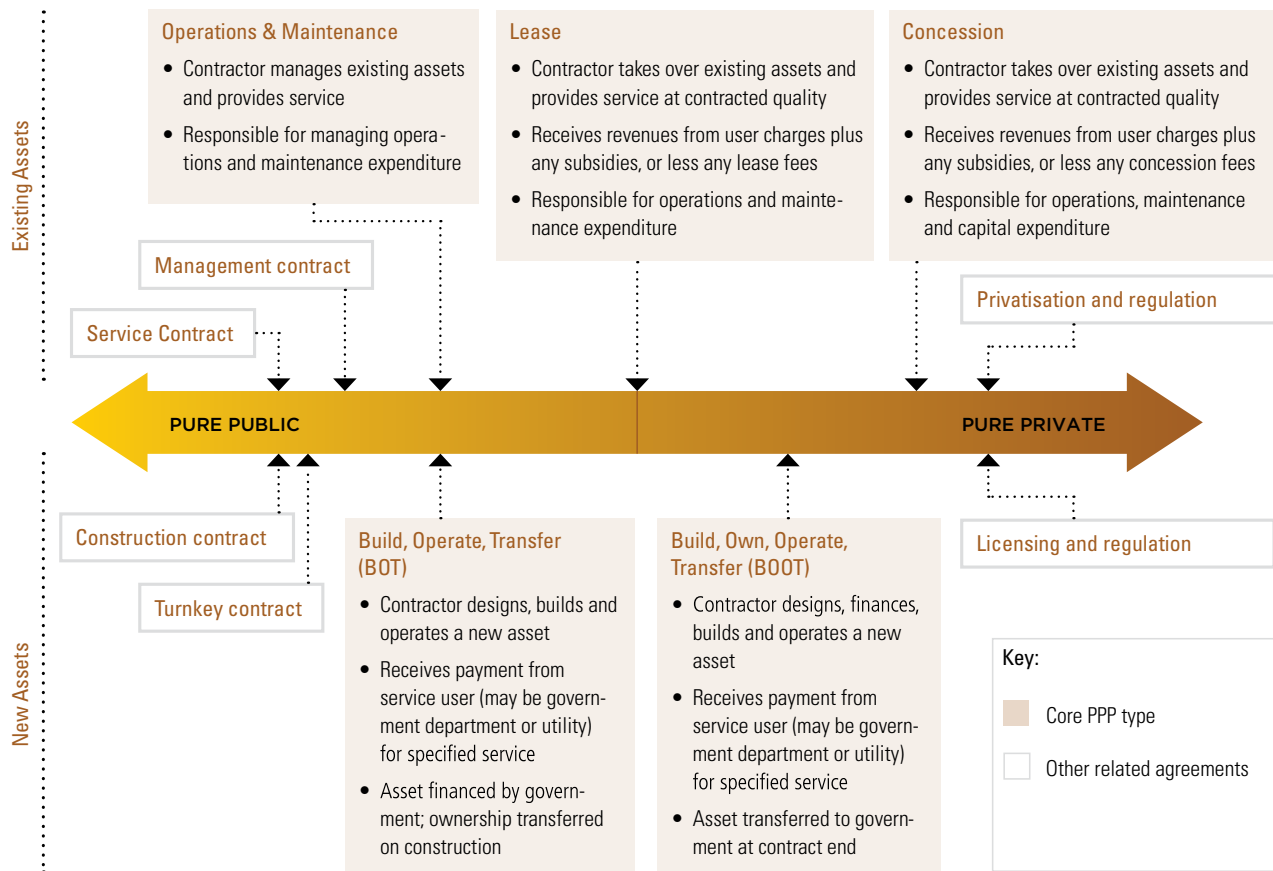 Existing Assets
Operations & Maintenance
• Contractor manages existing assets
and provides service
• Responsible for managing opera-
tions and maintenance expenditure
Lease
• Contractor takes over existing assets and
provides service at contracted quality
• Receives revenues from user charges plus
any subsidies, or less any lease fees
• Responsible for operations and mainte-
nance expenditure
Concession
• Contractor takes over existing assets and
provides service at contracted quality
• Receives revenues from user charges plus
any subsidies, or less any concession fees
• Responsible for operations, maintenance
and capital expenditure
Management contract
Service Contract
Privatisation and regulation
PURE PUBLIC
PURE PRIVATE
New Assets
Construction contract
Turnkey contract
Build, Operate, Transfer
(BOT)
• Contractor designs, builds and
operates a new asset
• Receives payment from
service user (may be govern-
ment department or utility)
for specified service
• Asset financed by govern-
ment; ownership transferred
on construction
Build, Own, Operate,
Transfer (BOOT)
• Contractor designs, finances,
builds and operates a new
asset
• Receives payment from
service user (may be govern-
ment department or utility)
for specified service
• Asset transferred to govern-
ment at contract end
Licensing and regulation
Key:
Core PPP type
Other related agreements